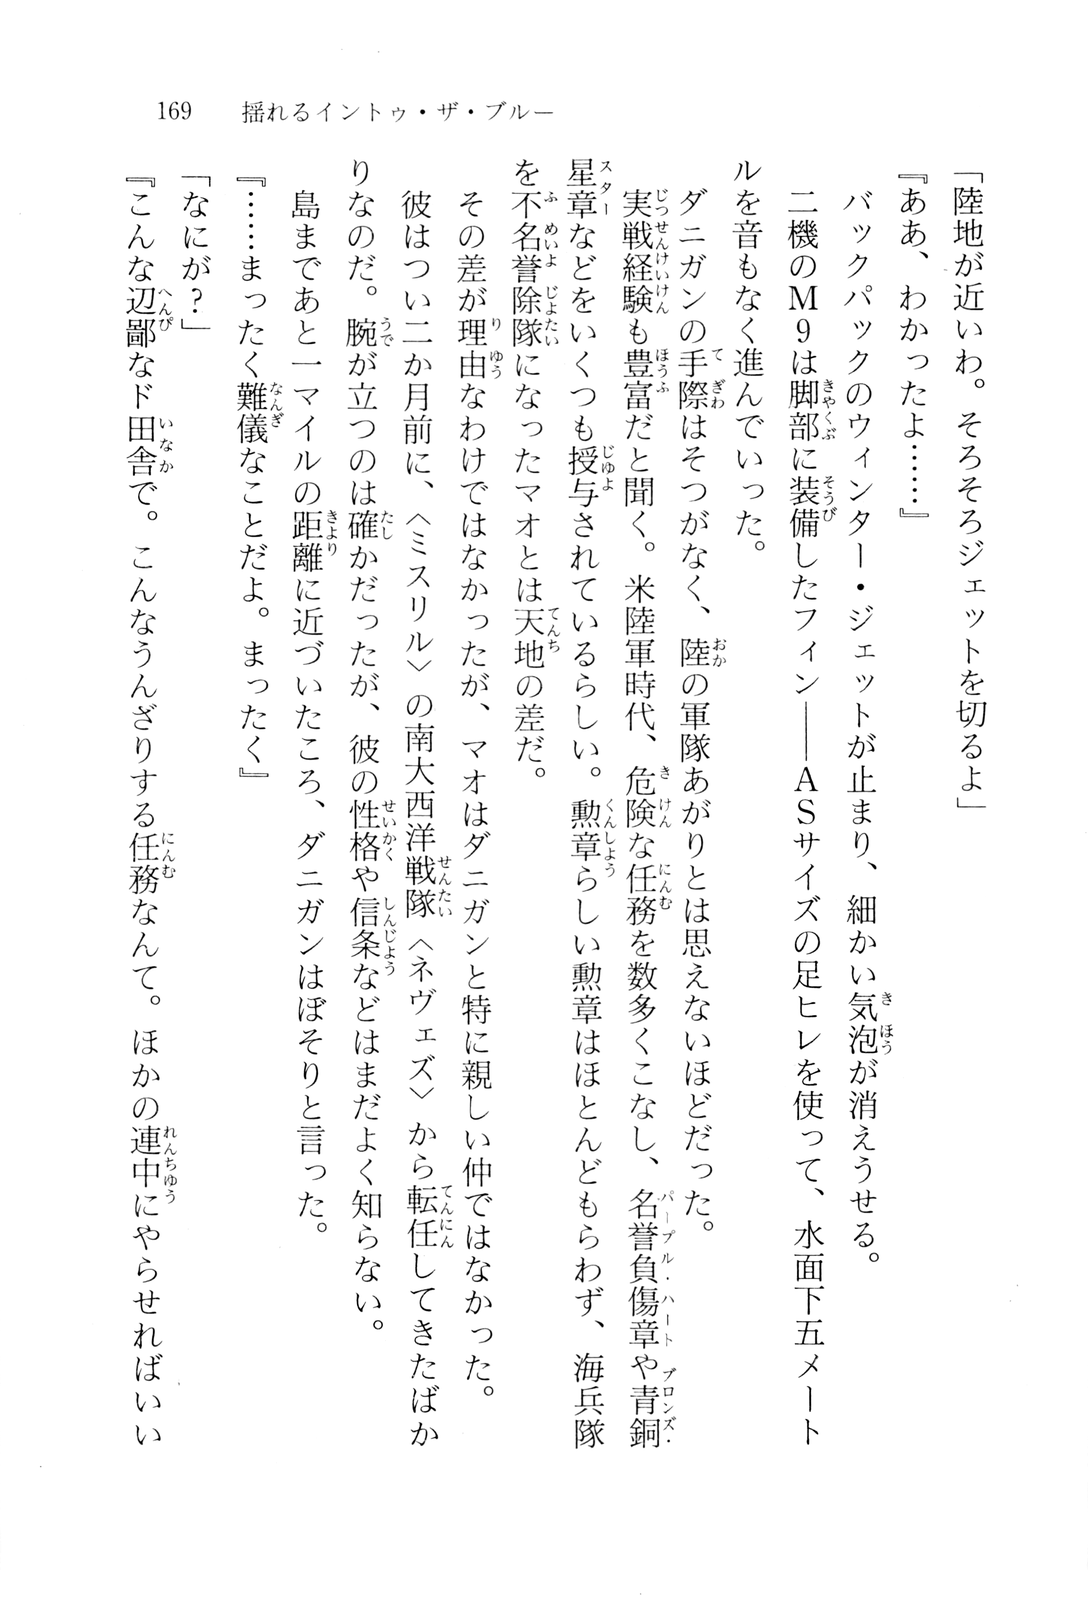 169　揺れるイントゥ・ザ・ブルー
「陸地が近いわ。そろそろジェットを切るよ」
『ああ、わかったよ……』
　バックパックのウィンター・ジェットが止まり、細かい気泡が消えうせる。
　二機のM9は脚部に装備したフィン――ASサイズの足ヒレを使って、水面下五メート
ルを音もなく進んでいった。
　ダニガンの手際はそつがなく、陸の軍隊あがりとは思えないほどだった。
　実戦経験も豊富だと聞く。米陸軍時代、危険な任務を数多くこなし、名誉負傷章や青銅
星章などをいくつも授与されているらしい。勲章らしい勲章はほとんどもらわず、海兵隊
を不名誉除隊になったマオとは天地の差だ。
　その差が理由なわけではなかったが、マオはダニガンと特に親しい仲ではなかった。
　彼はつい二か月前に、〈ミスリル〉の南大西洋戦隊〈ネヴェズ〉から転任してきたばか
りなのだ。腕が立つのは確かだったが、彼の性格や信条などはまだよく知らない。
　島まであと一マイルの距離に近づいたころ、ダニガンはぼそりと言った。
『……まったく難儀なことだよ。まったく』
「なにが？」
『こんな辺鄙なド田舎で。こんなうんざりする任務なんて。ほかの連中にやらせればいい